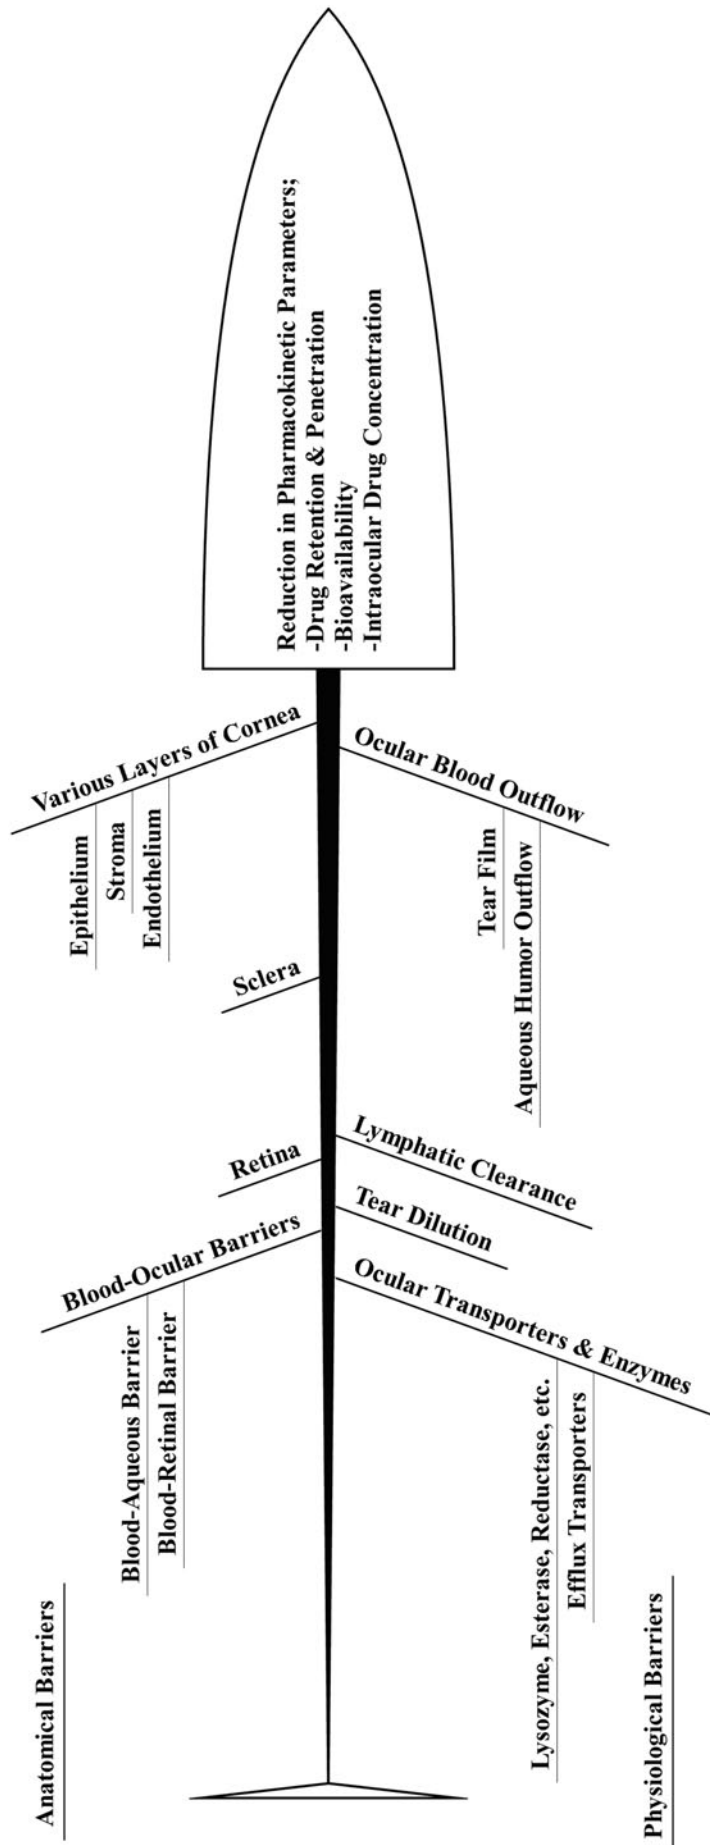 Reduction in Pharmacokinetic Parameters;
-Drug Retention & Penetration
-Bioavailability
-Intraocular Drug Concentration
Various Layers of Cornea
Epithelium
Stroma
Endothelium
Sclera
Retina
Blood-Ocular Barriers
Blood-Aqueous Barrier
Blood-Retinal Barrier
Anatomical Barriers
Ocular Blood Outflow
Tear Film
Aqueous Humor Outflow
Lymphatic Clearance
Tear Dilution
Ocular Transporters & Enzymes
Lysozyme, Esterase, Reductase, etc.
Efflux Transporters
Physiological Barriers